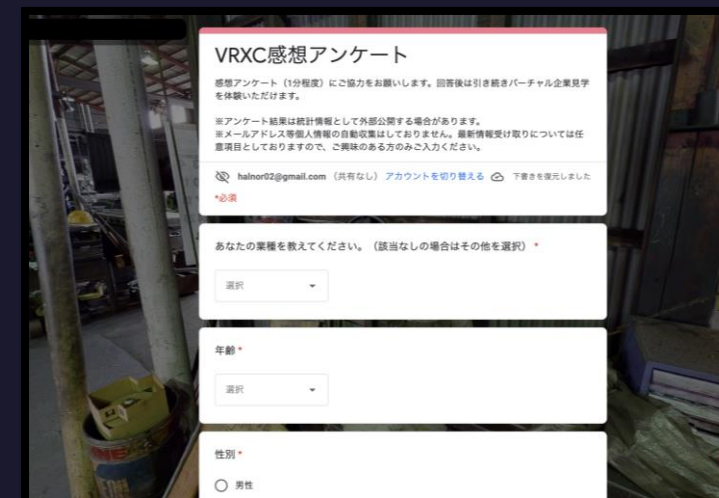 VRXC感想アンケート
感想アンケート（1分程度）にご協力をお願いします。回答後は引き続きバーチャル企業見学
を体験いただけます。
※アンケート結果は統計情報として外部公開する場合があります。
※メールアドレス等個人情報の自動収集はしておりません。最新情報受け取りについては任
意項目としておりますので、ご興味のある方のみご入力ください。
halnor02@gmail.com （共有なし） アカウントを切り替える 下書きを復元しました
*必須
あなたの業種を教えてください。（該当なしの場合はその他を選択） *
選択
年齢 *
選択
性別 *
男性